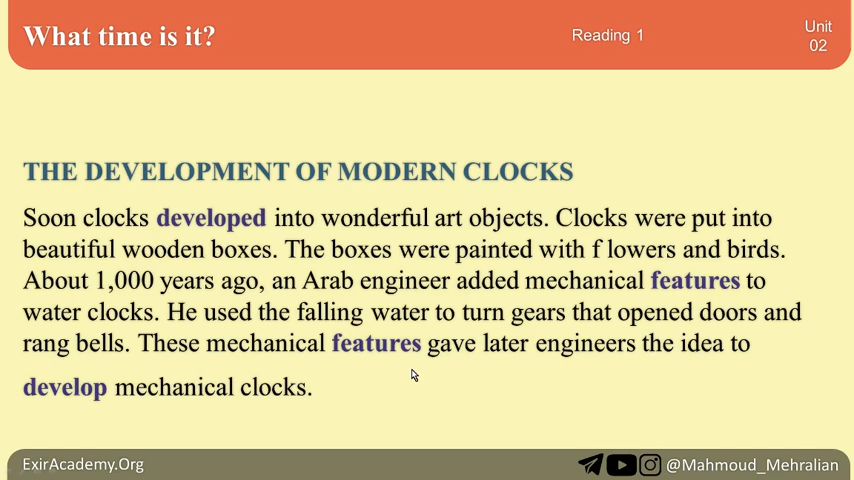 What time is it?
Reading 1
Unit
02
THE DEVELOPMENT OF MODERN CLOCKS
Soon clocks developed into wonderful art objects. Clocks were put into
beautiful wooden boxes. The boxes were painted with f lowers and birds.
About 1,000 years ago, an Arab engineer added mechanical features to
water clocks. He used the falling water to turn gears that opened doors and
rang bells. These mechanical features gave later engineers the idea to
develop mechanical clocks.
ExirAcademy.Org
@Mahmoud_Mehralian